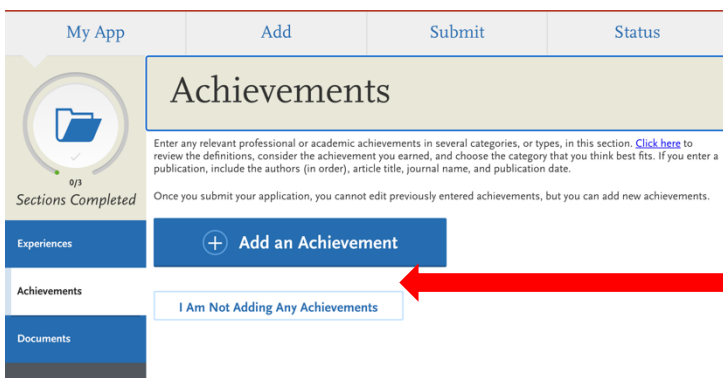 My App
Add
Submit
Status
Achievements
Enter any relevant professional or academic achievements in several categories, or types, in this section. Click here to
review the definitions, consider the achievement you earned, and choose the category that you think best fits. If you enter a
publication, include the authors (in order), article title, journal name, and publication date.
Once you submit your application, you cannot edit previously entered achievements, but you can add new achievements.
0/3
Sections Completed
Experiences
Achievements
Documents
Add an Achievement
I Am Not Adding Any Achievements